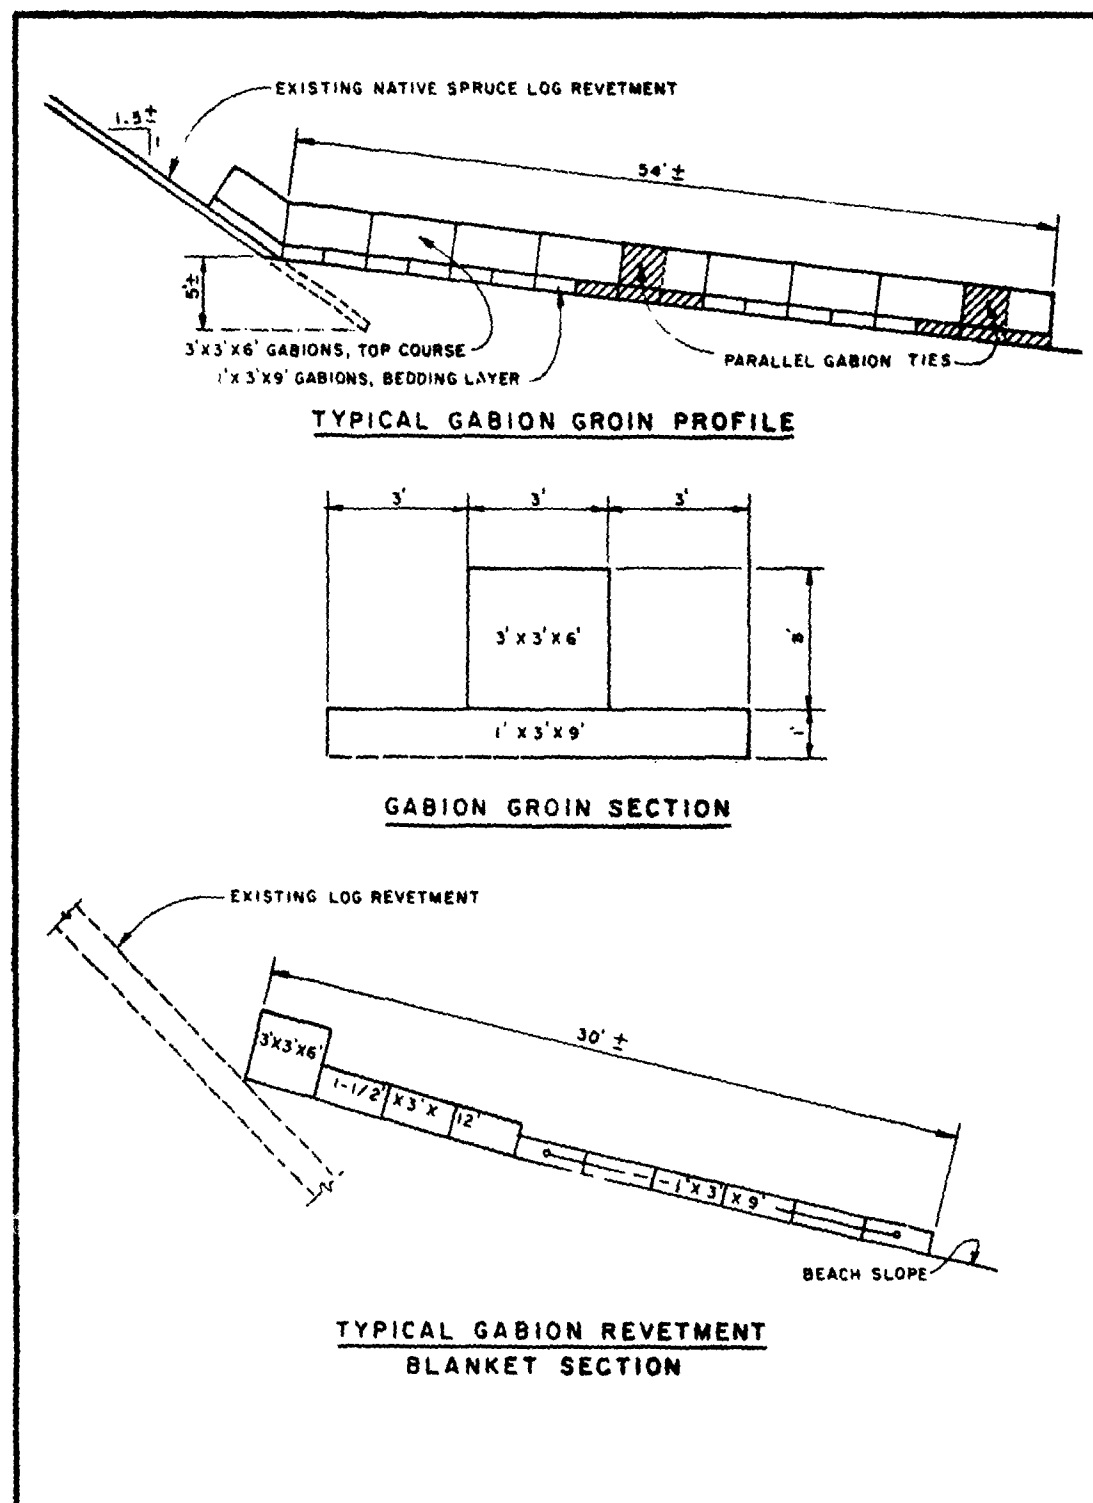 EXISTING NATIVE SPRUCE LOG REVETMENT
1.5±
1
54' ±
5'±
3'X3'X6' GABIONS, TOP COURSE
1'X 3'X9' GABIONS, BEDDING LAYER
PARALLEL GABION TIES
TYPICAL GABION GROIN PROFILE
3'
3'
3'
3' X 3' X 6'
3'
1' X 3' X 9'
1'
GABION GROIN SECTION
EXISTING LOG REVETMENT
30' ±
3'X3'X6'
1-1/2' X 3' X 12'
1' X 3' X 9'
BEACH SLOPE
TYPICAL GABION REVETMENT
BLANKET SECTION